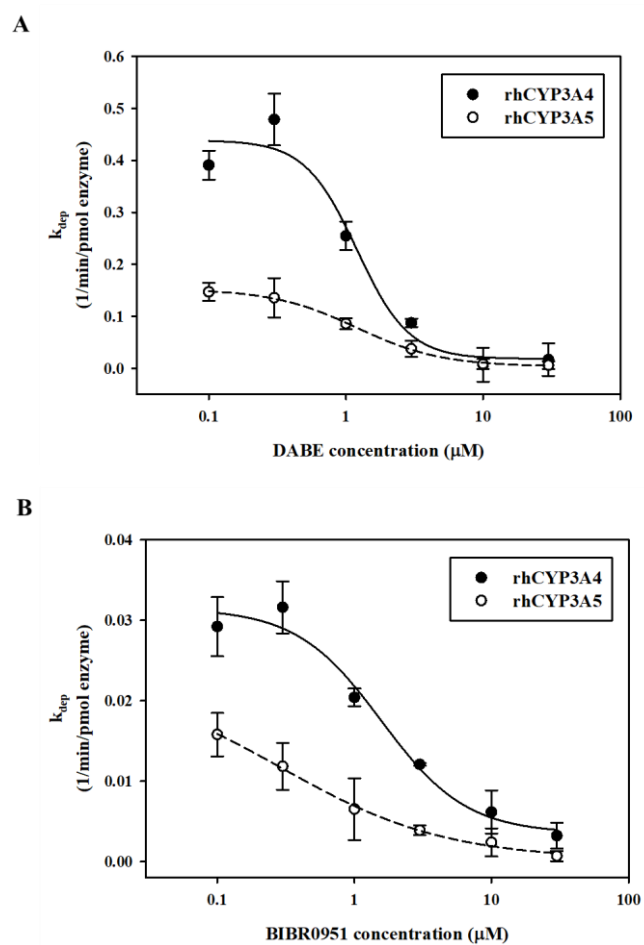 A
0.6
0.5
0.4
0.3
0.2
0.1
0.0
k_dep
(1/min/pmol enzyme)
rhCYP3A4
rhCYP3A5
0.1 1 10 100
DABE concentration (µM)
B
0.04
0.03
0.02
0.01
0.00
k_dep
(1/min/pmol enzyme)
rhCYP3A4
rhCYP3A5
0.1 1 10 100
BIBR0951 concentration (µM)